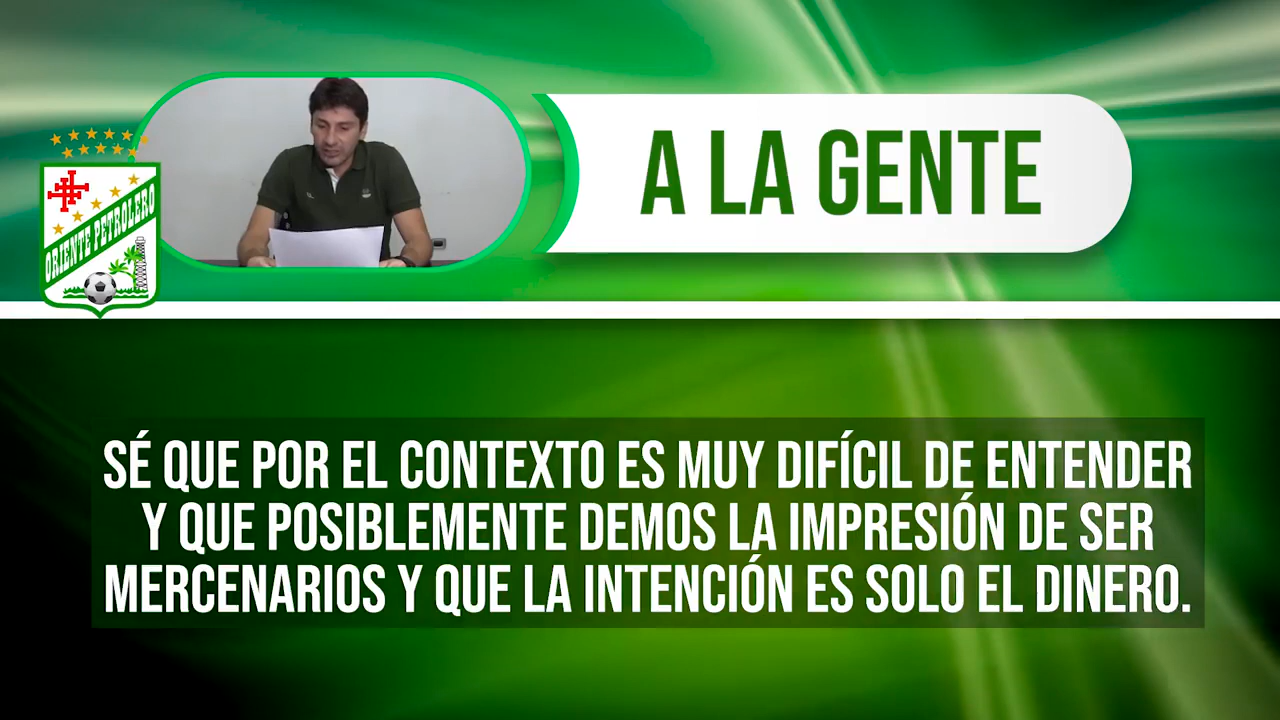 A LA GENTE
ORIENTE PETROLERO
SÉ QUE POR EL CONTEXTO ES MUY DIFÍCIL DE ENTENDER
Y QUE POSIBLEMENTE DEMOS LA IMPRESIÓN DE SER
MERCENARIOS Y QUE LA INTENCIÓN ES SOLO EL DINERO.